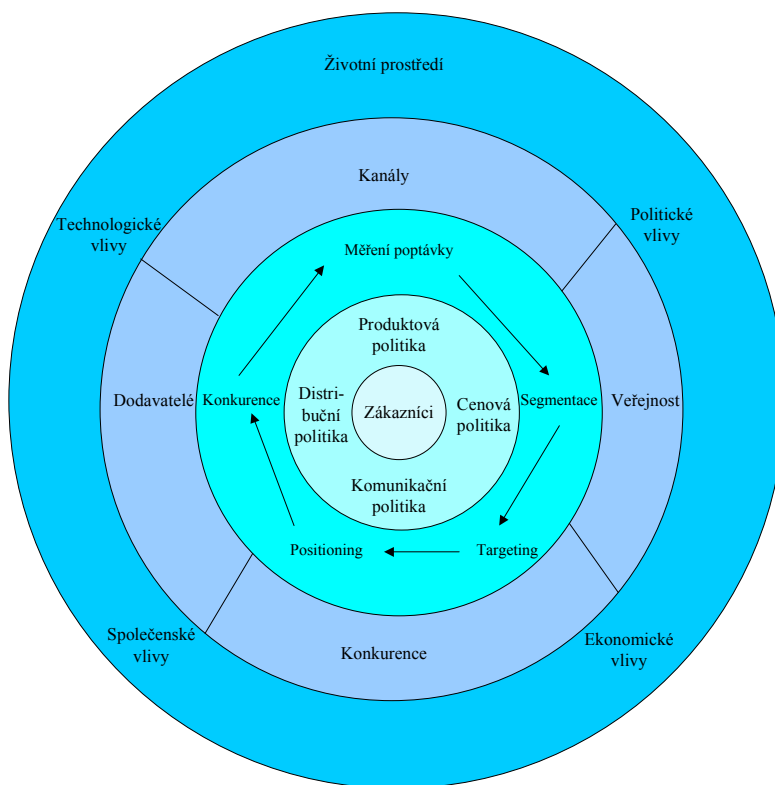 Životní prostředí
Kanály
Technologické
vlivy
Politické
vlivy
Měření poptávky
Produktová
politika
Dodavatelé
Konkurence
Distri-
buční
politika
Zákazníci
Cenová
politika
Segmentace
Veřejnost
Komunikační
politika
Positioning
Targeting
Společenské
vlivy
Konkurence
Ekonomické
vlivy